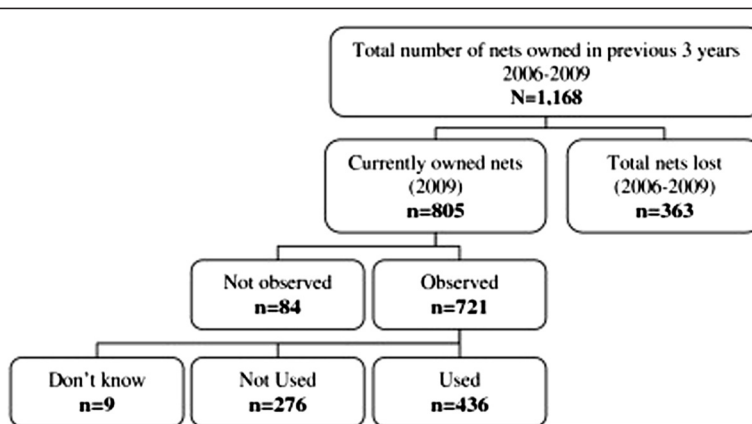 Total number of nets owned in previous 3 years
2006-2009
N=1,168
Currently owned nets
(2009)
n=805
Total nets lost
(2006-2009)
n=363
Not observed
n=84
Observed
n=721
Don't know
n=9
Not Used
n=276
Used
n=436